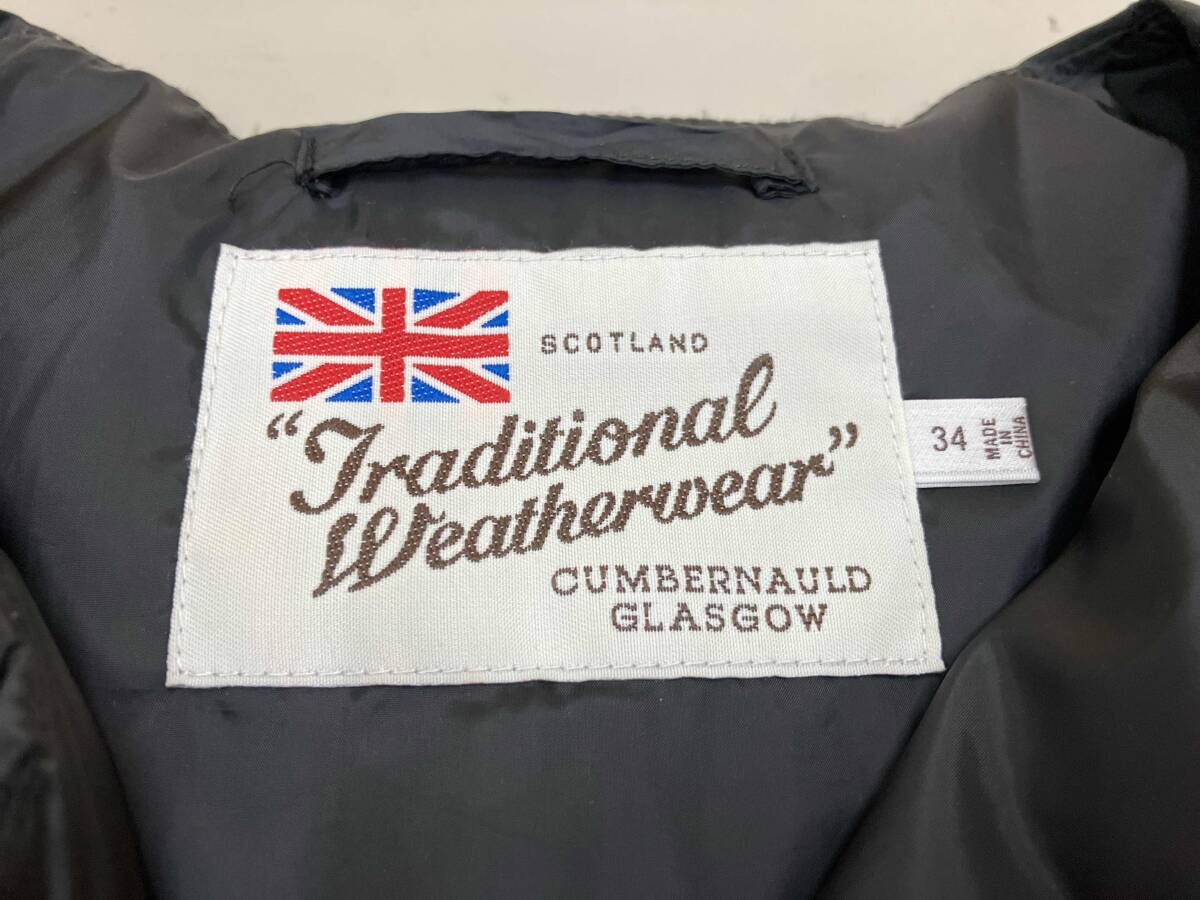 SCOTLAND
“Traditional
Weatherwear”
CUMBERNAULD
GLASGOW
34
MADE
IN
CHINA